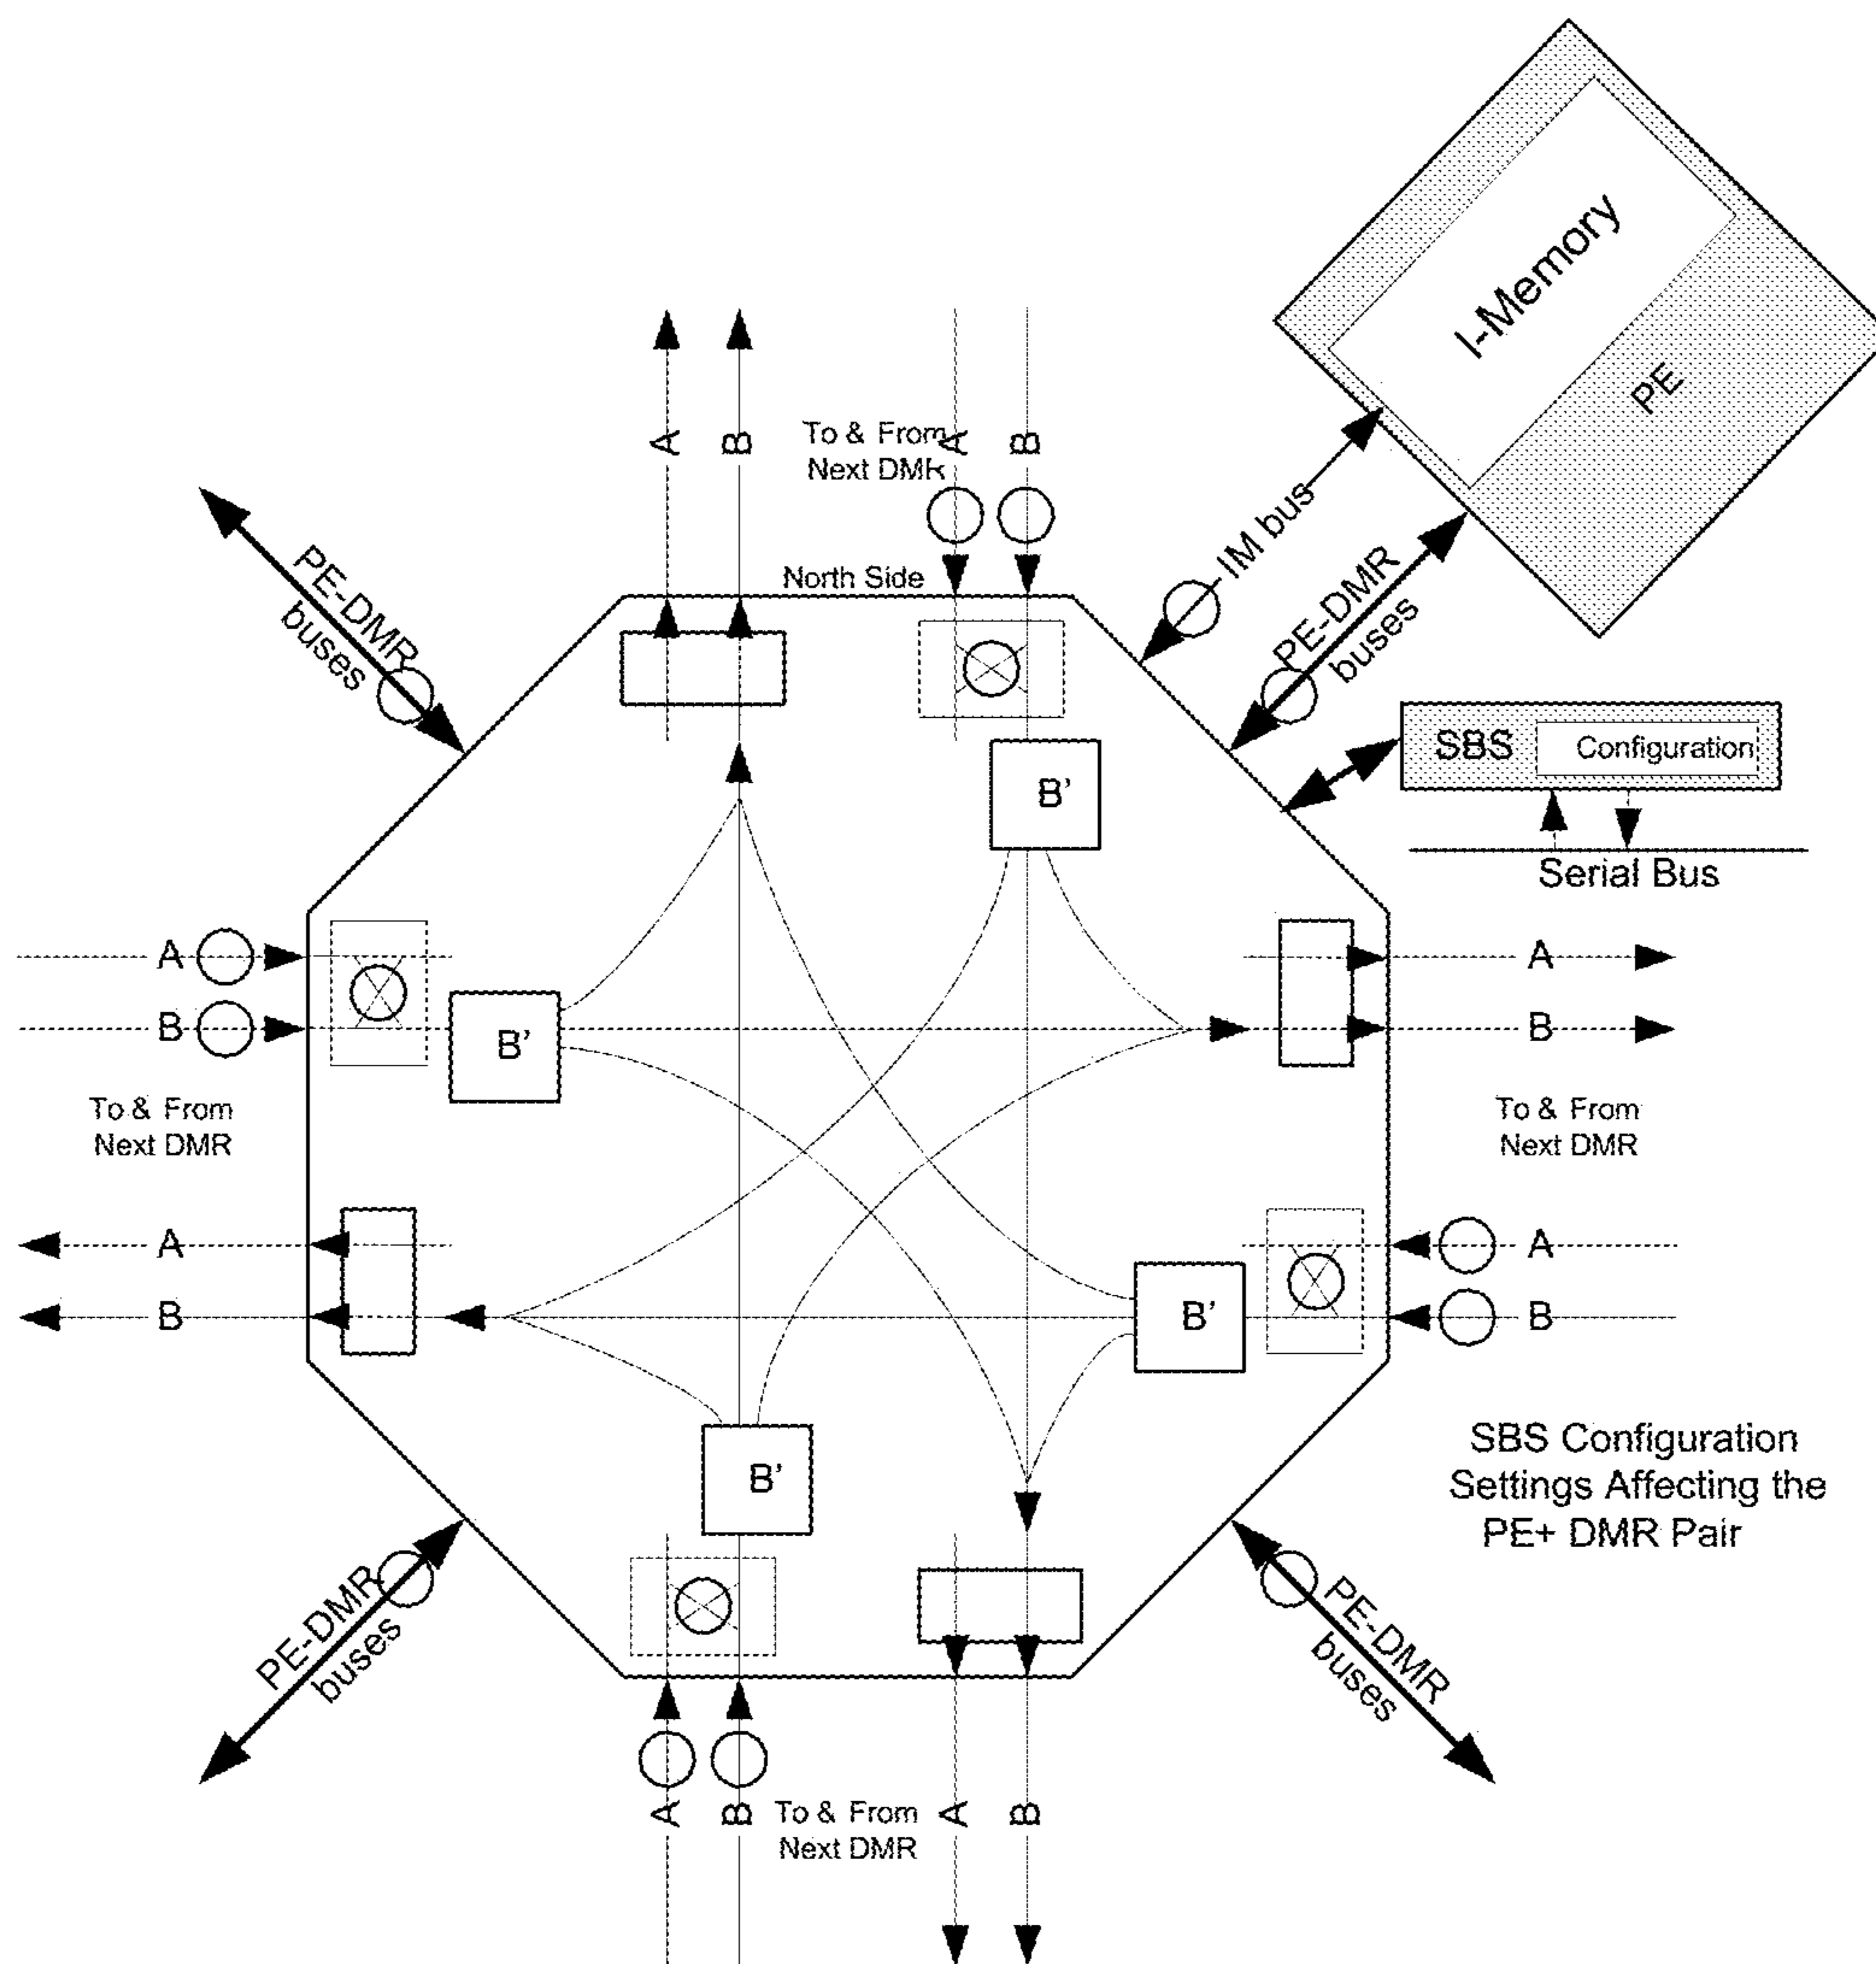 I-Memory
PE
A
B
To & From
Next DMR
A
B
IM bus
PE-DMR
buses
North Side
PE-DMR
buses
SBS
Configuration
Serial Bus
B'
A
B
B'
A
B
To & From
Next DMR
To & From
Next DMR
A
B
B'
A
B
B'
SBS Configuration
Settings Affecting the
PE+ DMR Pair
PE-DMR
buses
PE-DMR
buses
A
B
To & From
Next DMR
A
B